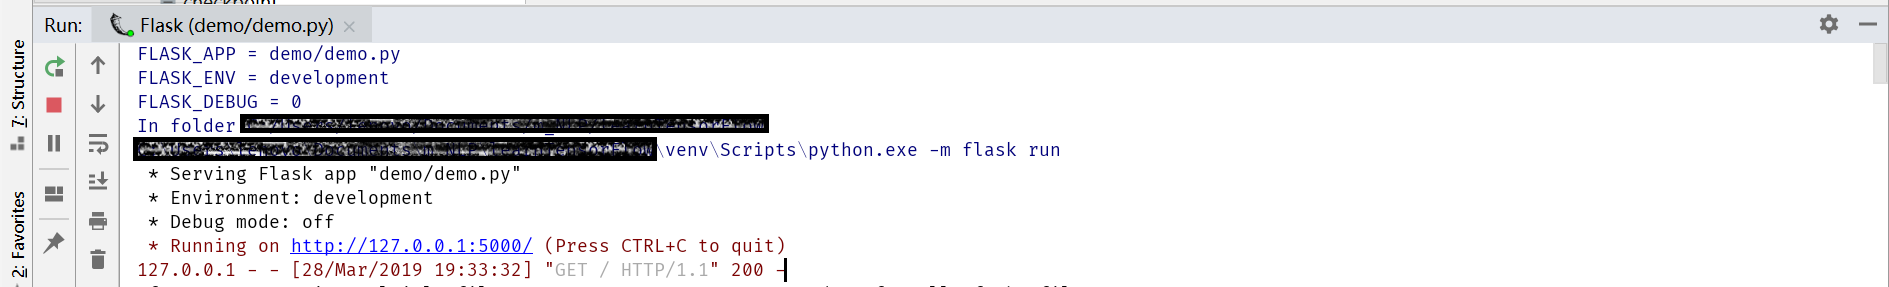 checkpoint
Run: Flask (demo/demo.py)
7: Structure
2: Favorites
FLASK_APP = demo/demo.py
FLASK_ENV = development
FLASK_DEBUG = 0
In folder
\venv\Scripts\python.exe -m flask run
* Serving Flask app "demo/demo.py"
* Environment: development
* Debug mode: off
* Running on http://127.0.0.1:5000/ (Press CTRL+C to quit)
127.0.0.1 - - [28/Mar/2019 19:33:32] "GET / HTTP/1.1" 200 -